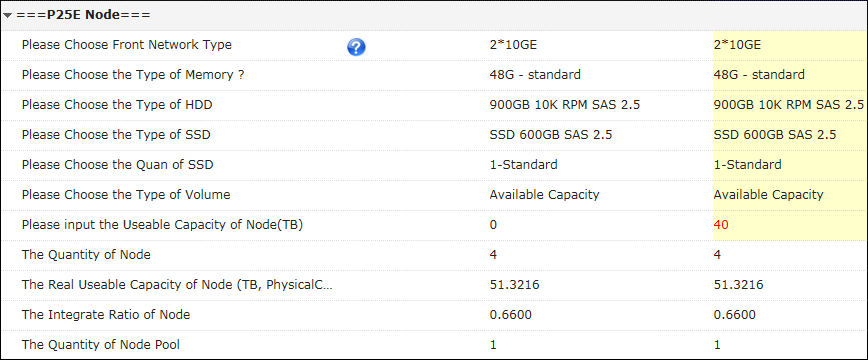 ===P25E Node===
Please Choose Front Network Type ? 2*10GE 2*10GE
Please Choose the Type of Memory ? 48G - standard 48G - standard
Please Choose the Type of HDD 900GB 10K RPM SAS 2.5 900GB 10K RPM SAS 2.5
Please Choose the Type of SSD SSD 600GB SAS 2.5 SSD 600GB SAS 2.5
Please Choose the Quan of SSD 1-Standard 1-Standard
Please Choose the Type of Volume Available Capacity Available Capacity
Please input the Useable Capacity of Node(TB) 0 40
The Quantity of Node 4 4
The Real Useable Capacity of Node (TB, PhysicalC... 51.3216 51.3216
The Integrate Ratio of Node 0.6600 0.6600
The Quantity of Node Pool 1 1